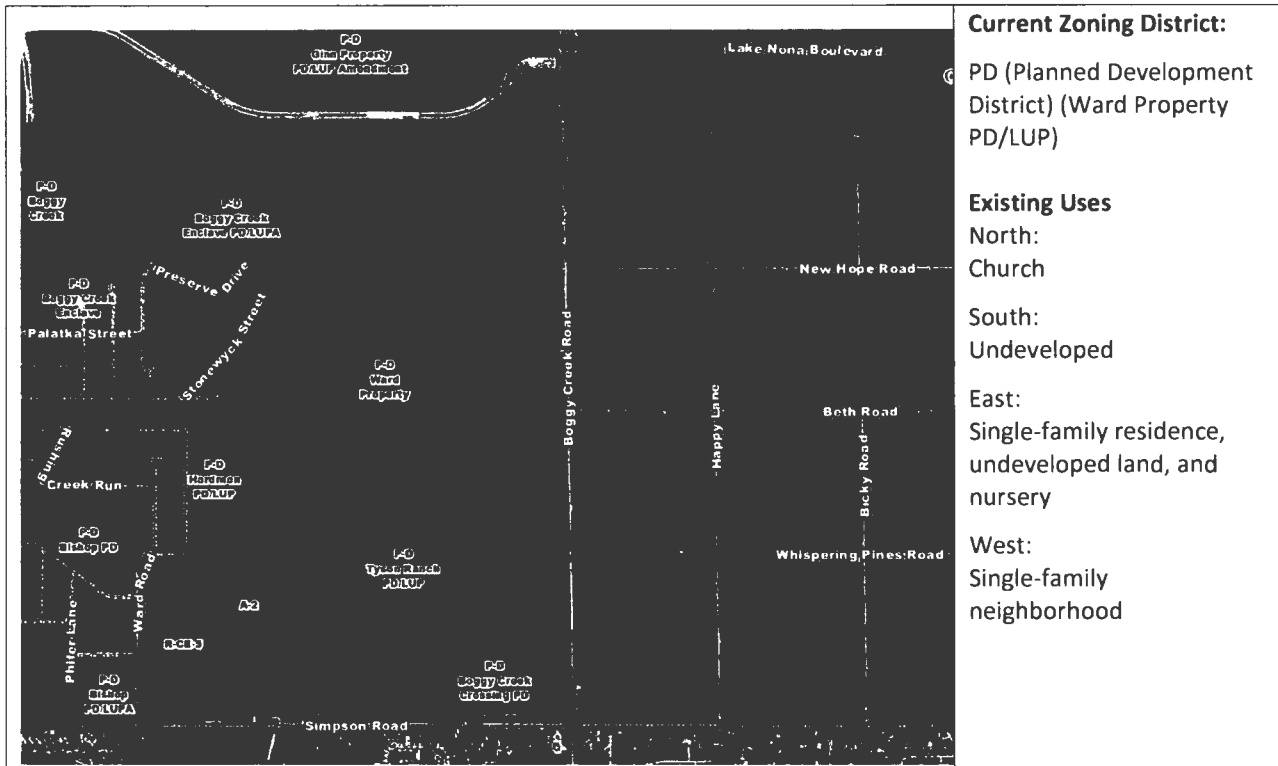 P-D
Ginn Property
PD/LUP Amendment
Lake Nona Boulevard
P-D
Boggy
Creek
P-D
Boggy Creek
Enclave PD/LUPA
Preserve Drive
New Hope Road
P-D
Boggy Creek
Enclave
Palatka Street
Stonewyck Street
Boggy Creek Road
P-D
Ward
Property
Happy Lane
Beth Road
Rushing
Creek Run
P-D
Hardman
PD/LUP
Bicky Road
P-D
Bishop PD
P-D
Tyson Ranch
PD/LUP
Whispering Pines Road
Phifer Lane
Ward Road
A-2
R-CE-3
P-D
Bishop
PD/LUPA
P-D
Boggy Creek
Crossing PD
Simpson Road
Current Zoning District:
PD (Planned Development
District) (Ward Property
PD/LUP)
Existing Uses
North:
Church
South:
Undeveloped
East:
Single-family residence,
undeveloped land, and
nursery
West:
Single-family
neighborhood